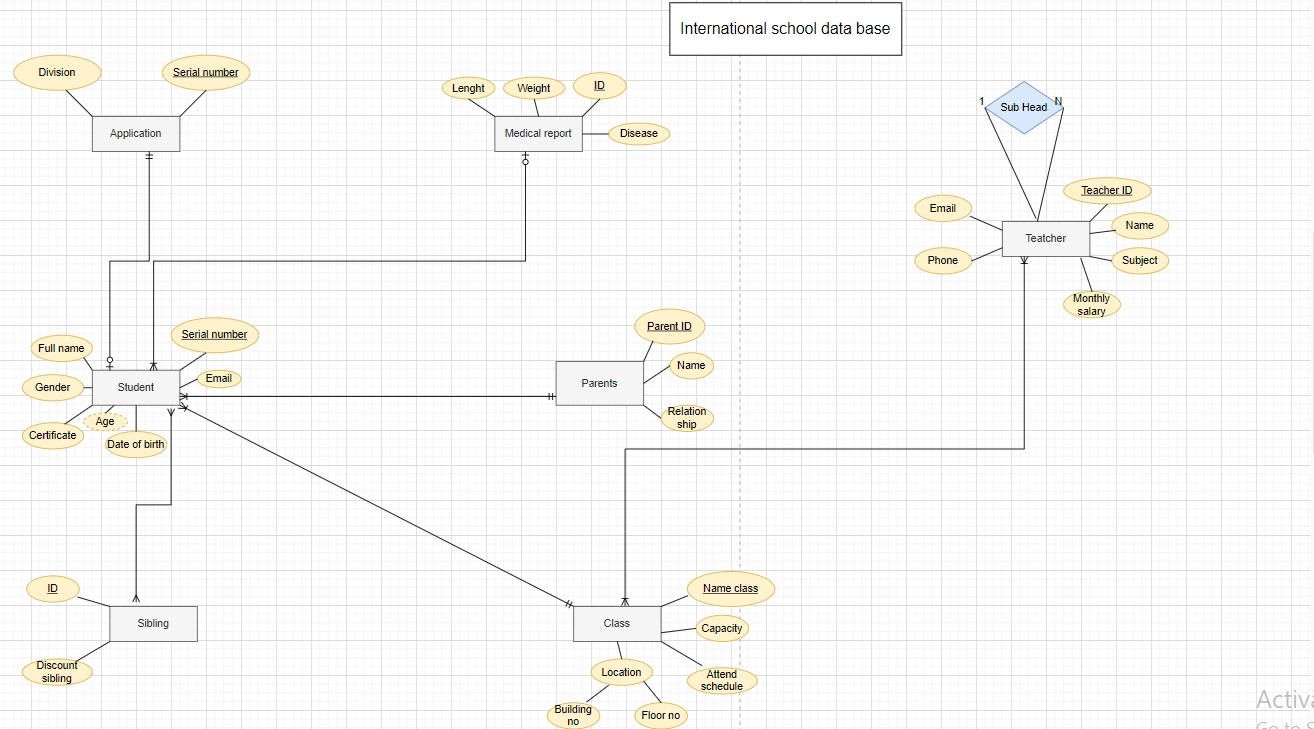 International school data base
Division
Serial number
Application
Lenght
Weight
ID
Medical report
Disease
1
Sub Head
N
Teacher ID
Email
Name
Teatcher
Phone
Subject
Monthly
salary
Full name
Serial number
Gender
Student
Email
Certificate
Age
Date of birth
Parent ID
Name
Parents
Relation
ship
ID
Sibling
Discount
sibling
Name class
Class
Capacity
Location
Attend
schedule
Building
no
Floor no
Activa
Go to S